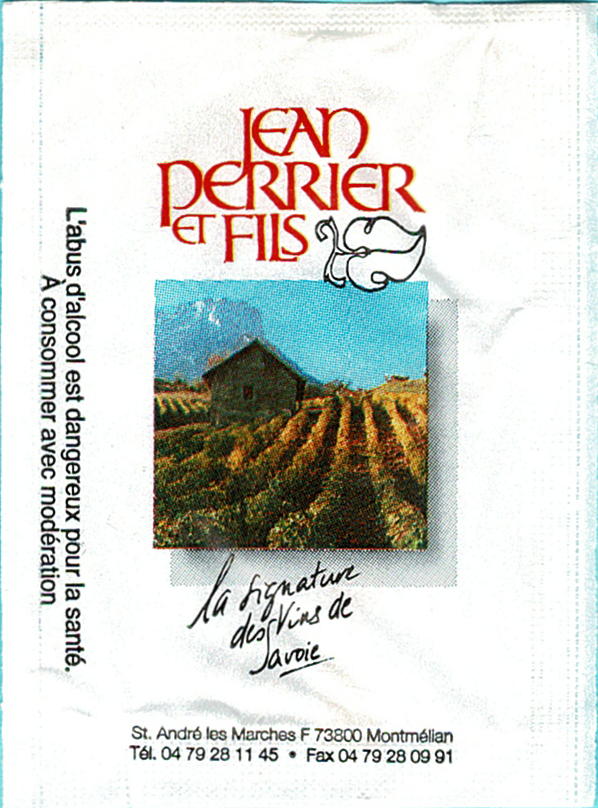 JEAN
PERRIER
ET FILS
L'abus d'alcool est dangereux pour la santé.
À consommer avec modération
la signature
des Vins de
Savoie
St. André les Marches F 73800 Montmélian
Tél. 04 79 28 11 45 • Fax 04 79 28 09 91